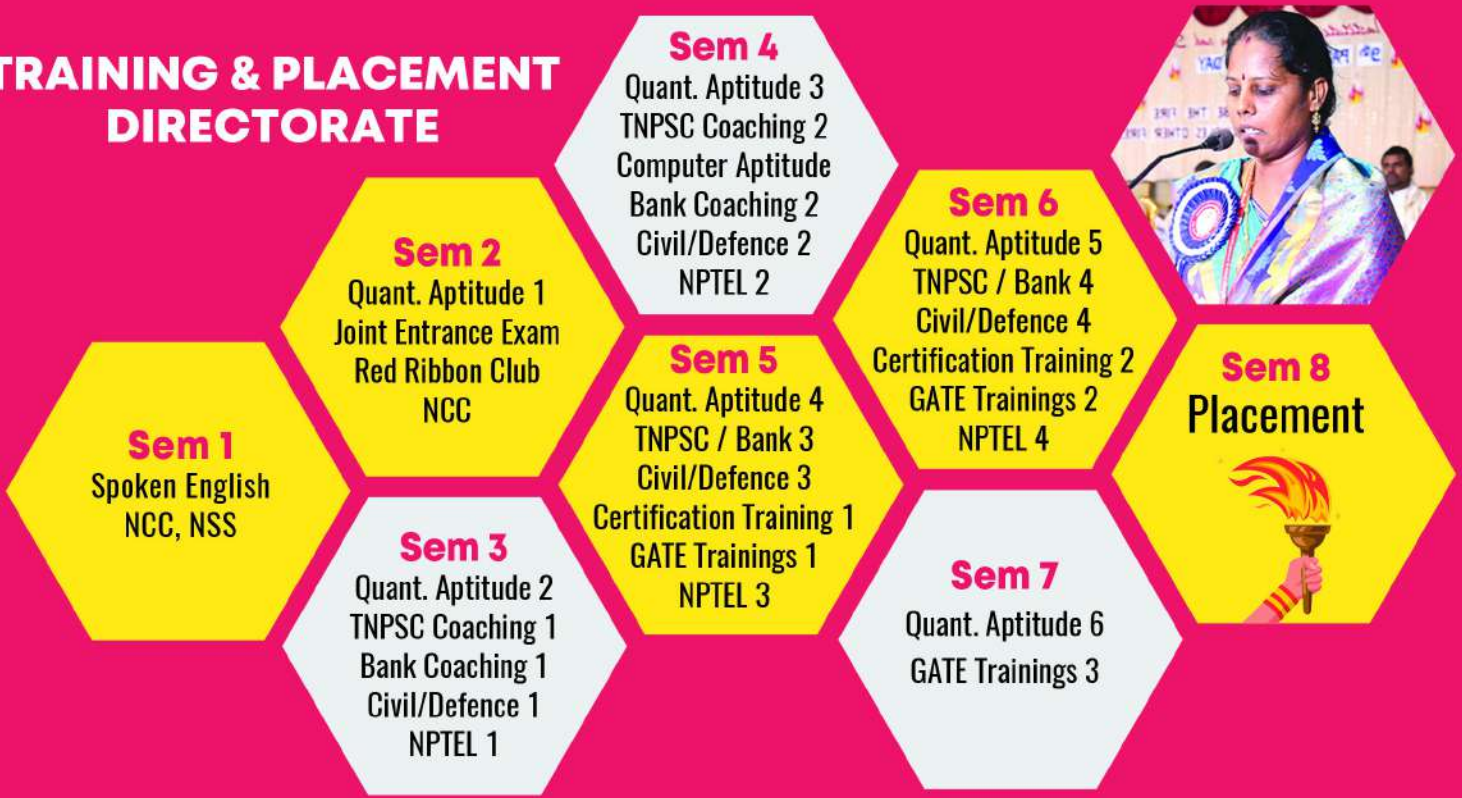 TRAINING & PLACEMENT
DIRECTORATE
Sem 1
Spoken English
NCC, NSS
Sem 2
Quant. Aptitude 1
Joint Entrance Exam
Red Ribbon Club
NCC
Sem 3
Quant. Aptitude 2
TNPSC Coaching 1
Bank Coaching 1
Civil/Defence 1
NPTEL 1
Sem 4
Quant. Aptitude 3
TNPSC Coaching 2
Computer Aptitude
Bank Coaching 2
Civil/Defence 2
NPTEL 2
Sem 5
Quant. Aptitude 4
TNPSC / Bank 3
Civil/Defence 3
Certification Training 1
GATE Trainings 1
NPTEL 3
Sem 6
Quant. Aptitude 5
TNPSC / Bank 4
Civil/Defence 4
Certification Training 2
GATE Trainings 2
NPTEL 4
Sem 7
Quant. Aptitude 6
GATE Trainings 3
Sem 8
Placement